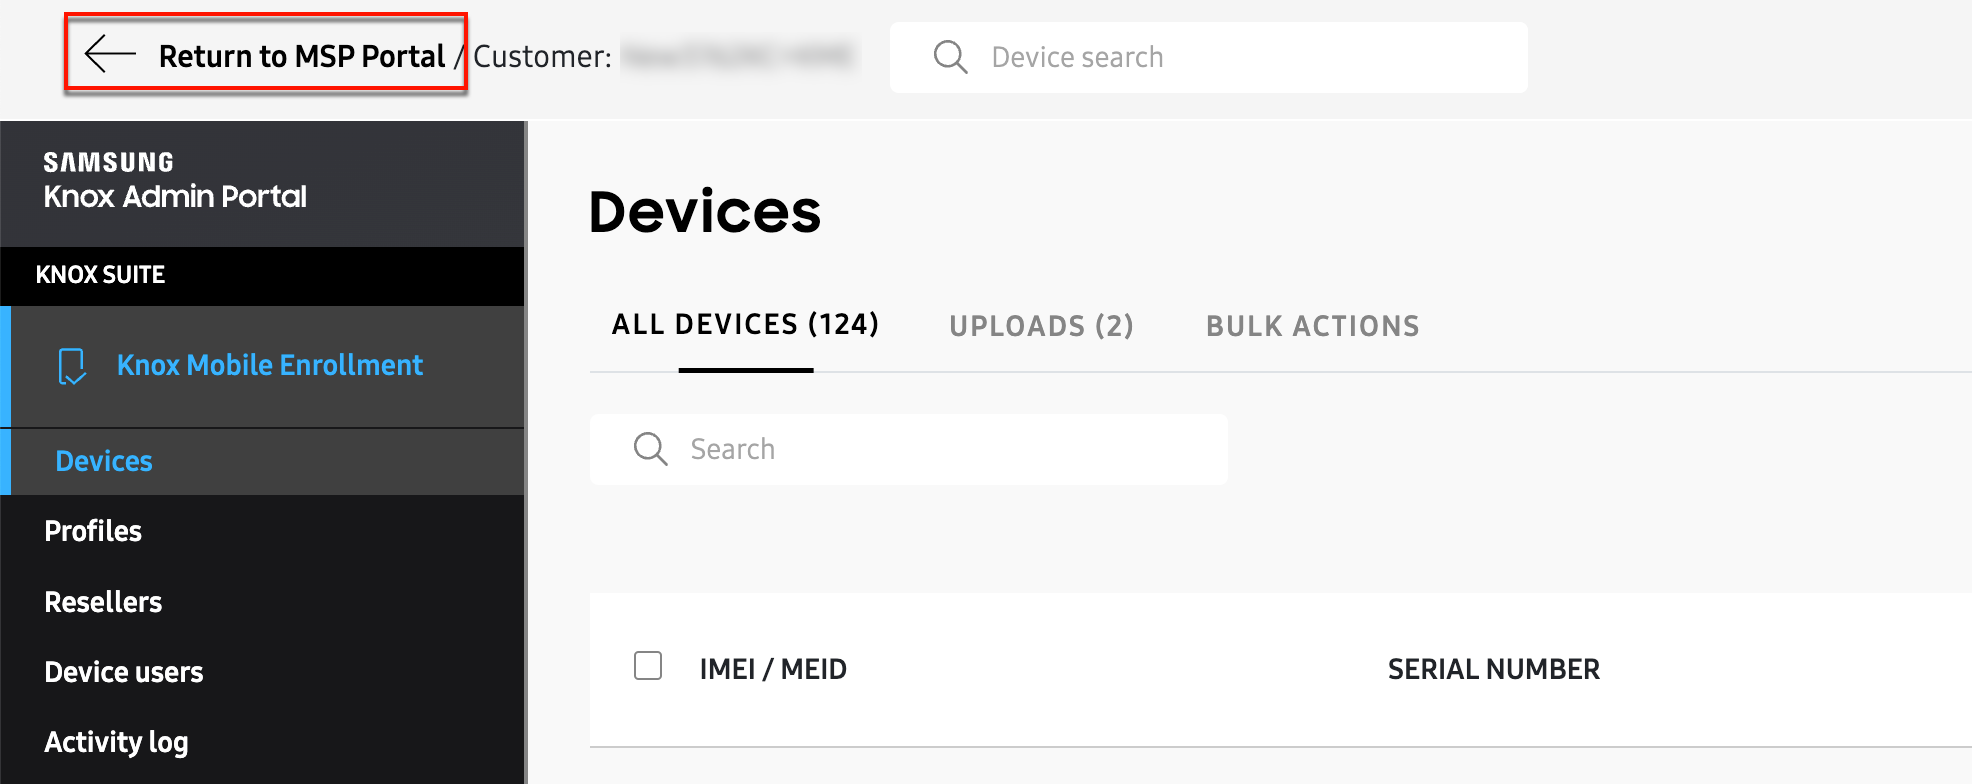 Return to MSP Portal / Customer:
Device search
SAMSUNG
Knox Admin Portal
KNOX SUITE
Knox Mobile Enrollment
Devices
Profiles
Resellers
Device users
Activity log
Devices
ALL DEVICES (124) UPLOADS (2) BULK ACTIONS
Search
IMEI / MEID SERIAL NUMBER